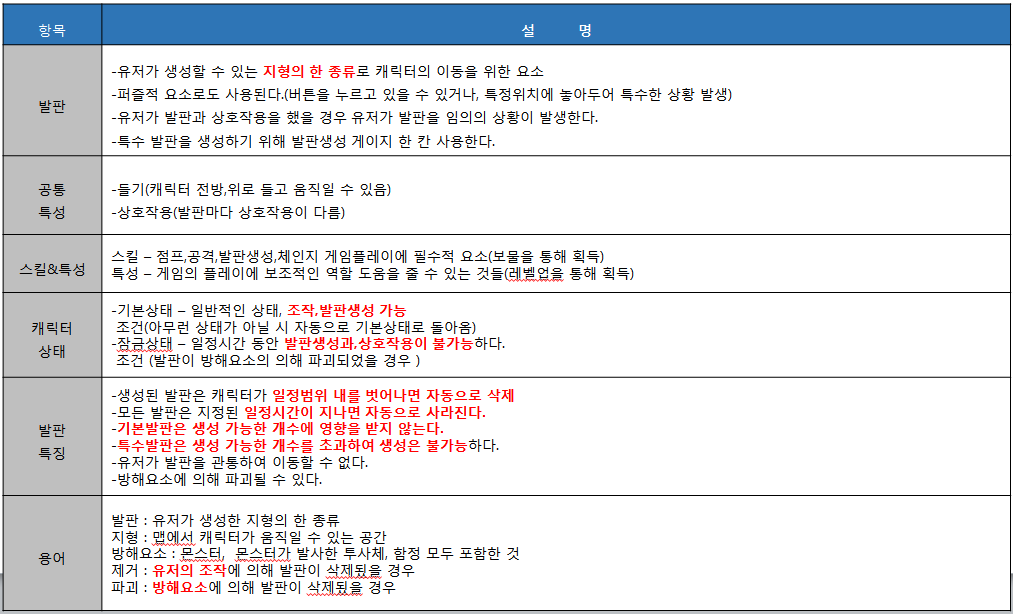 항목
설 명
발판
-유저가 생성할 수 있는 지형의 한 종류로 캐릭터의 이동을 위한 요소
-퍼즐적 요소로도 사용된다.(버튼을 누르고 있을 수 있거나, 특정위치에 놓아두어 특수한 상황 발생)
-유저가 발판과 상호작용을 했을 경우 유저가 발판을 임의의 상황이 발생한다.
-특수 발판을 생성하기 위해 발판생성 게이지 한 칸 사용한다.
공통
특성
-들기(캐릭터 전방,위로 들고 움직일 수 있음)
-상호작용(발판마다 상호작용이 다름)
스킬&특성
스킬 – 점프,공격,발판생성,체인지 게임플레이에 필수적 요소(보물을 통해 획득)
특성 – 게임의 플레이에 보조적인 역할 도움을 줄 수 있는 것들(레벨업을 통해 획득)
캐릭터
상태
-기본상태 – 일반적인 상태, 조작,발판생성 가능
조건(아무런 상태가 아닐 시 자동으로 기본상태로 돌아옴)
-잠금상태 – 일정시간 동안 발판생성과,상호작용이 불가능하다.
조건 (발판이 방해요소의 의해 파괴되었을 경우 )
발판
특징
-생성된 발판은 캐릭터가 일정범위 내를 벗어나면 자동으로 삭제
-모든 발판은 지정된 일정시간이 지나면 자동으로 사라진다.
-기본발판은 생성 가능한 개수에 영향을 받지 않는다.
-특수발판은 생성 가능한 개수를 초과하여 생성은 불가능하다.
-유저가 발판을 관통하여 이동할 수 없다.
-방해요소에 의해 파괴될 수 있다.
용어
발판 : 유저가 생성한 지형의 한 종류
지형 : 맵에서 캐릭터가 움직일 수 있는 공간
방해요소 : 몬스터, 몬스터가 발사한 투사체, 함정 모두 포함한 것
제거 : 유저의 조작에 의해 발판이 삭제됬을 경우
파괴 : 방해요소에 의해 발판이 삭제됬을 경우